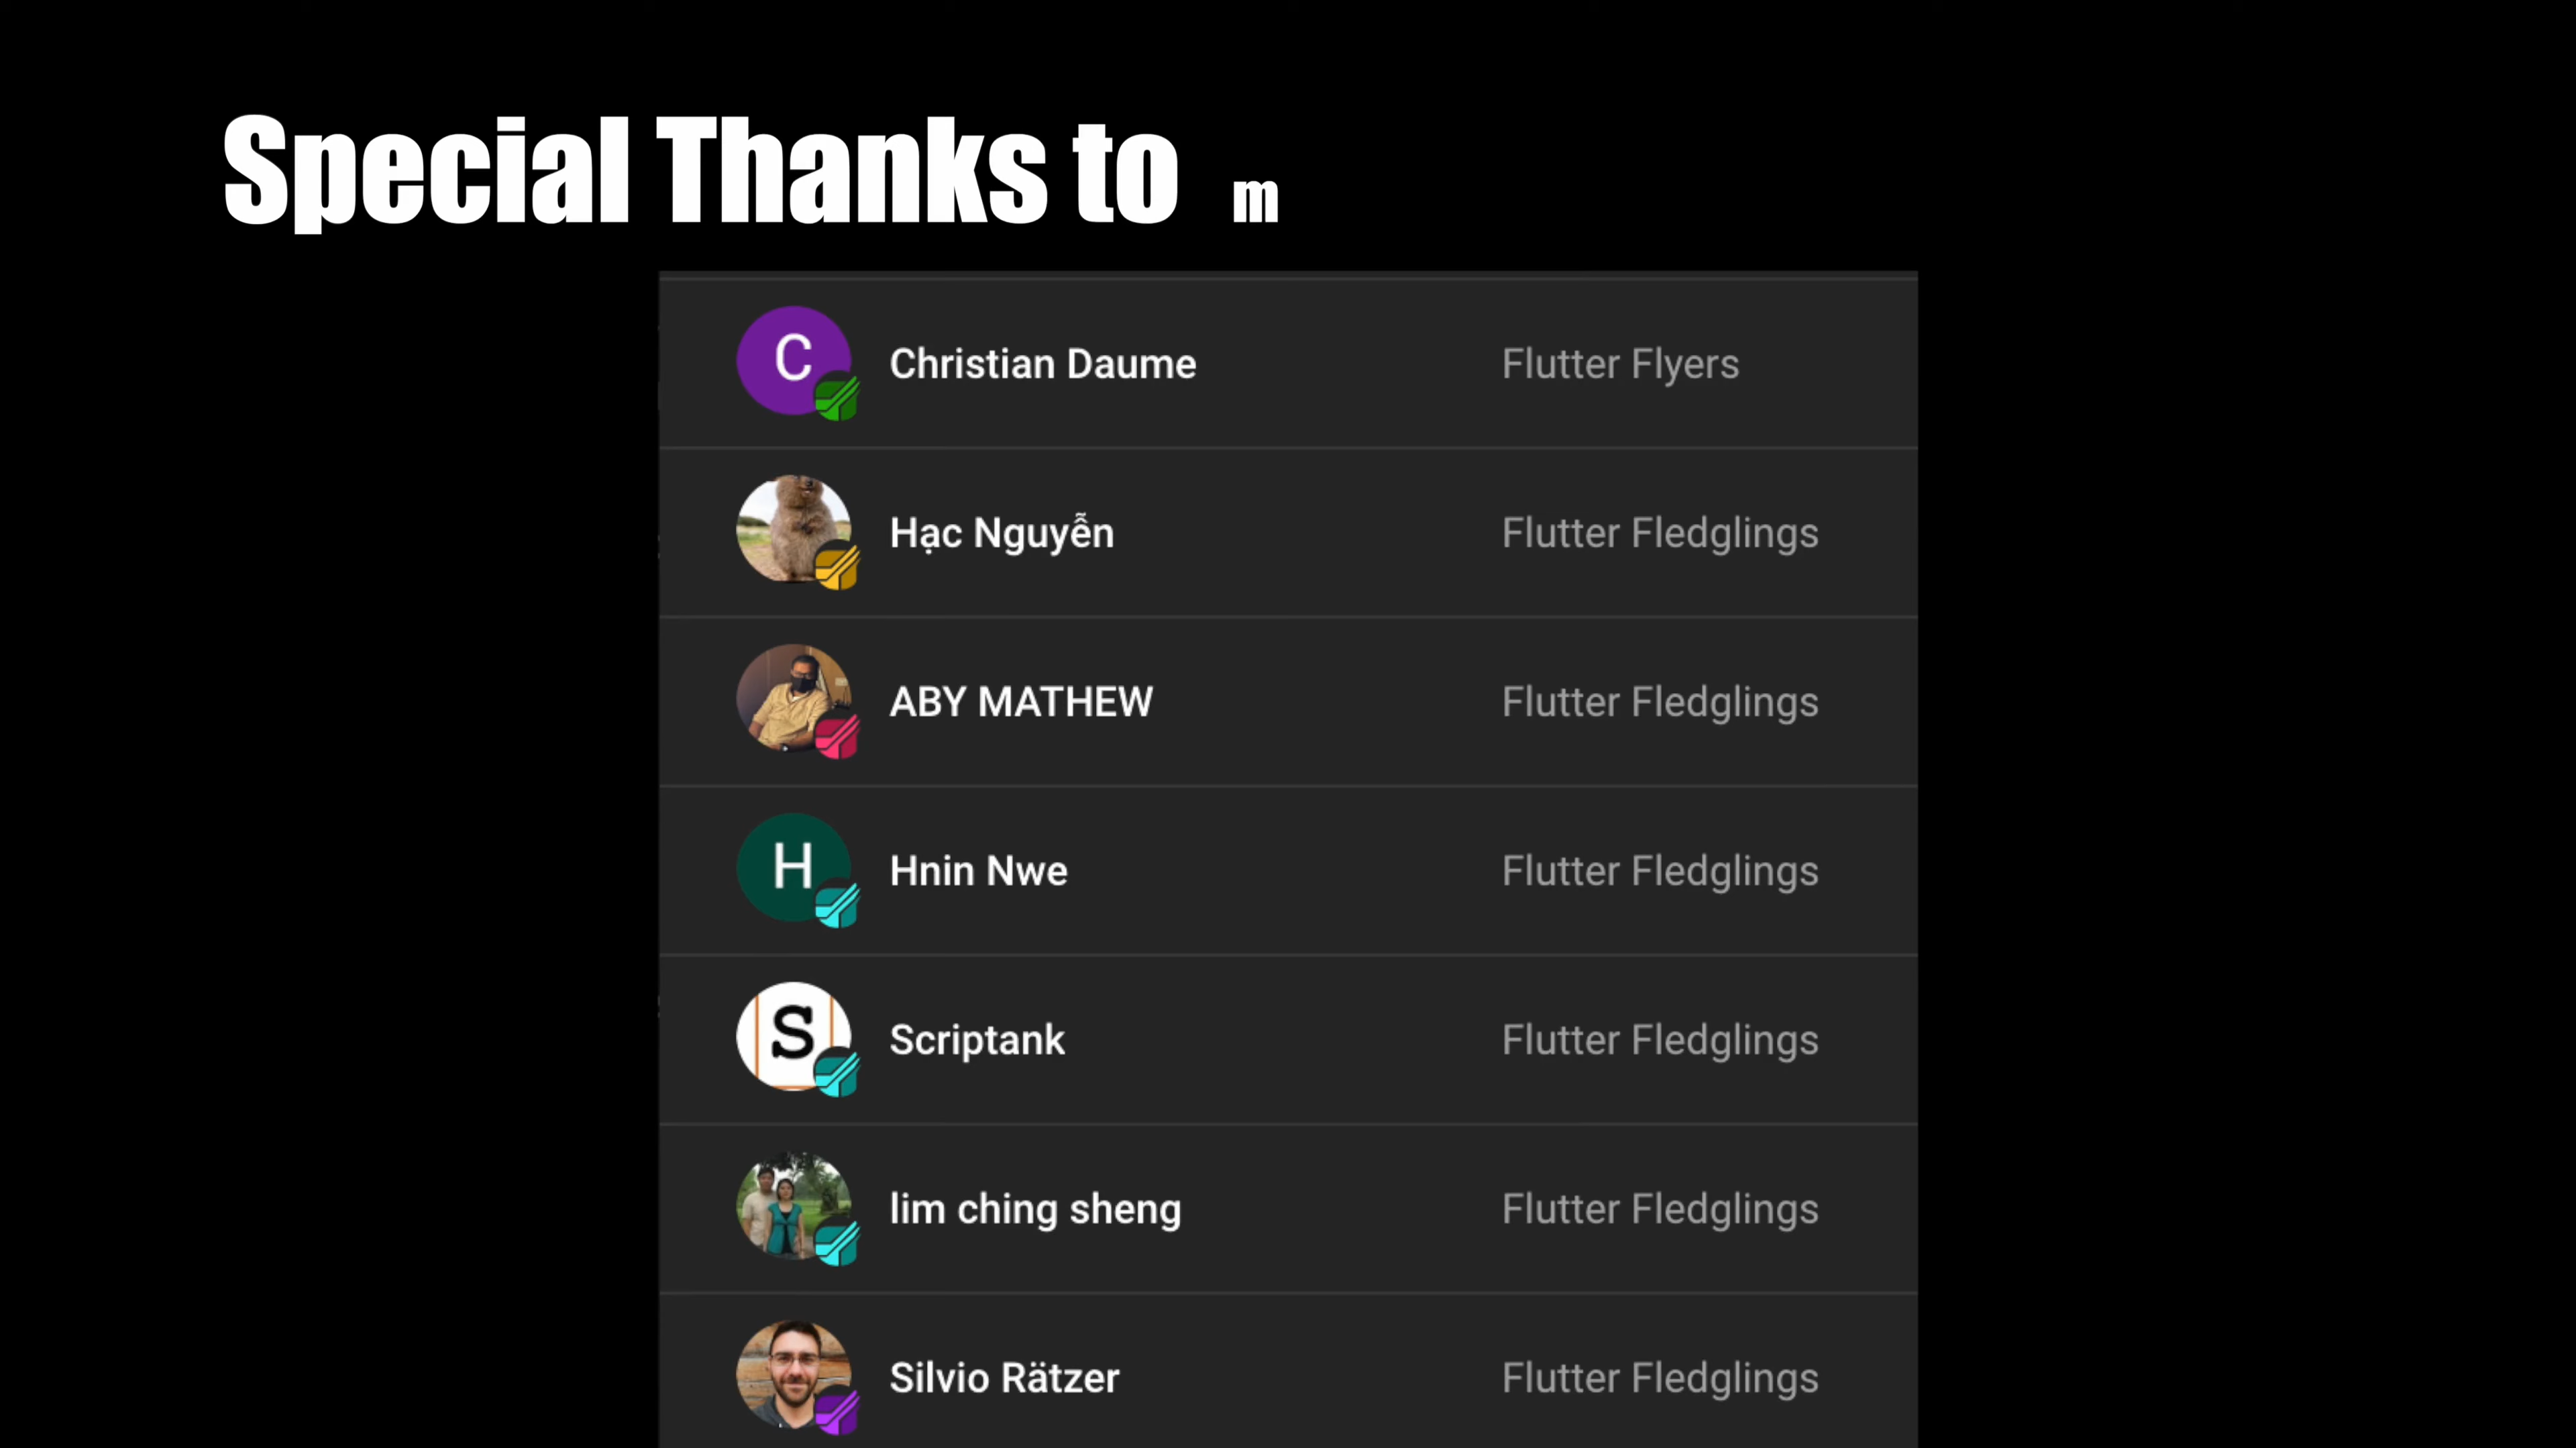 Special Thanks to m
C Christian Daume Flutter Flyers
Hạc Nguyễn Flutter Fledglings
ABY MATHEW Flutter Fledglings
H Hnin Nwe Flutter Fledglings
S Scriptank Flutter Fledglings
lim ching sheng Flutter Fledglings
Silvio Rätzer Flutter Fledglings